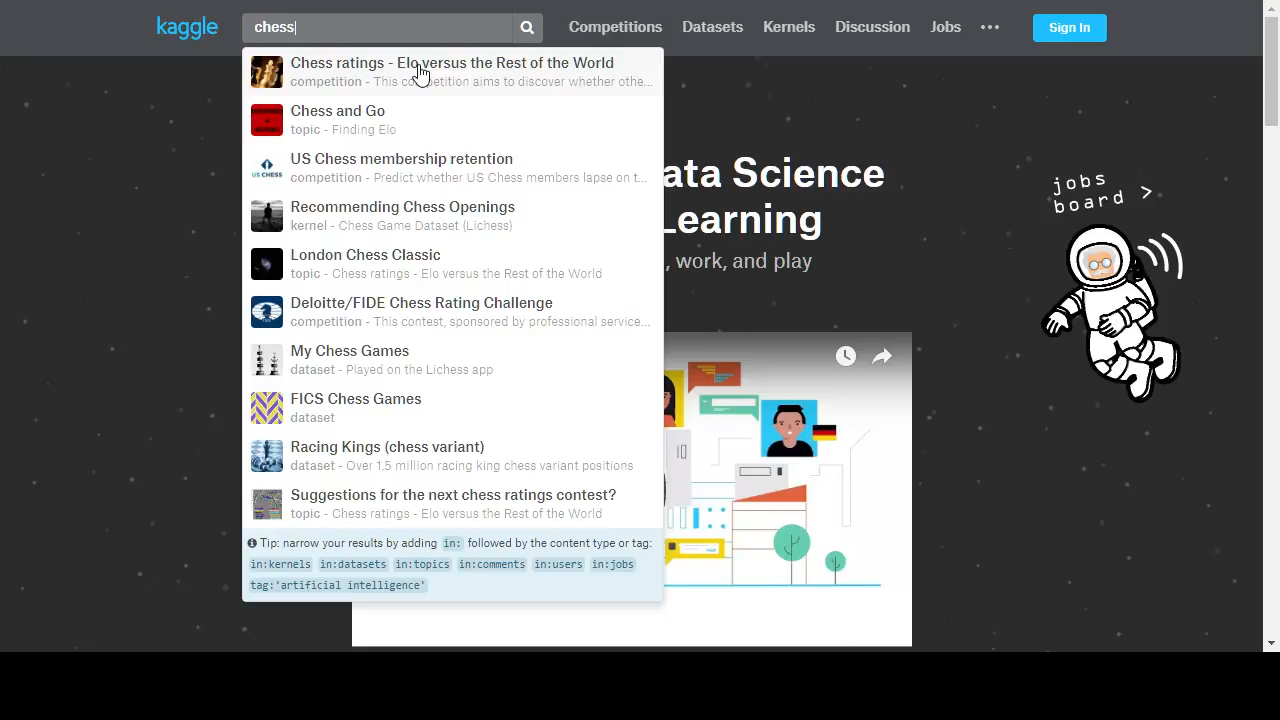 kaggle
chess
Competitions
Datasets
Kernels
Discussion
Jobs
•••
Sign In
Chess ratings - Elo versus the Rest of the World
competition - This competition aims to discover whether othe...
Chess and Go
topic - Finding Elo
US Chess membership retention
competition - Predict whether US Chess members lapse on t...
US CHESS
Recommending Chess Openings
kernel - Chess Game Dataset (Lichess)
London Chess Classic
topic - Chess ratings - Elo versus the Rest of the World
Deloitte/FIDE Chess Rating Challenge
competition - This contest, sponsored by professional service...
My Chess Games
dataset - Played on the Lichess app
FICS Chess Games
dataset
Racing Kings (chess variant)
dataset - Over 1.5 million racing king chess variant positions
Suggestions for the next chess ratings contest?
topic - Chess ratings - Elo versus the Rest of the World
Tip: narrow your results by adding in: followed by the content type or tag:
in:kernels in:datasets in:topics in:comments in:users in:jobs
tag:'artificial intelligence'
ata Science
Learning
, work, and play
jobs
board >